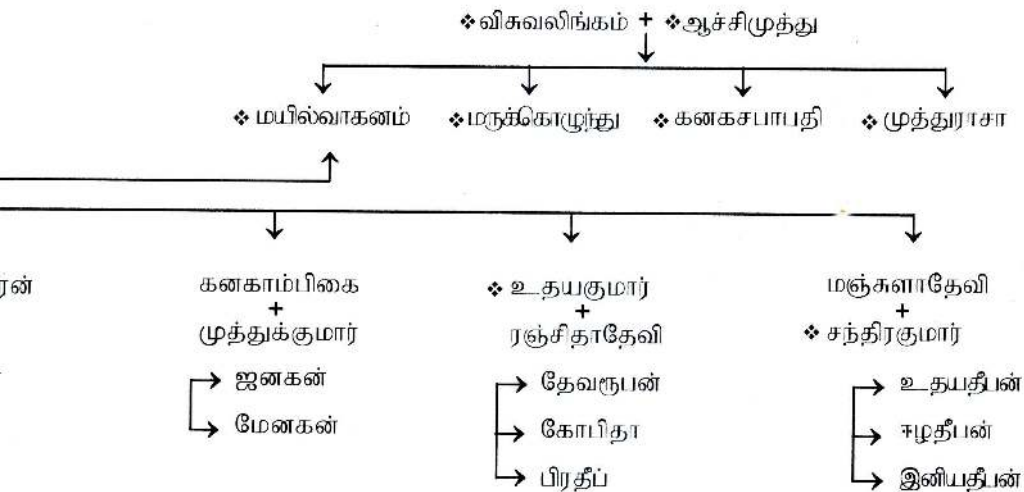 ❖விசுவலிங்கம் + ❖ஆச்சிமுத்து
❖ மயில்வாகனம் ❖மருக்கொழுந்து ❖ கனகசபாபதி ❖ முத்துராசா
கனகாம்பிகை ❖ உதயகுமார் மஞ்சுளாதேவி
+ + +
முத்துக்குமார் ரஞ்சிதாதேவி ❖ சந்திரகுமார்
ஜனகன் தேவரூபன் உதயதீபன்
மேனகன் கோபிதா ஈழதீபன்
பிரதீப் இனியதீபன்